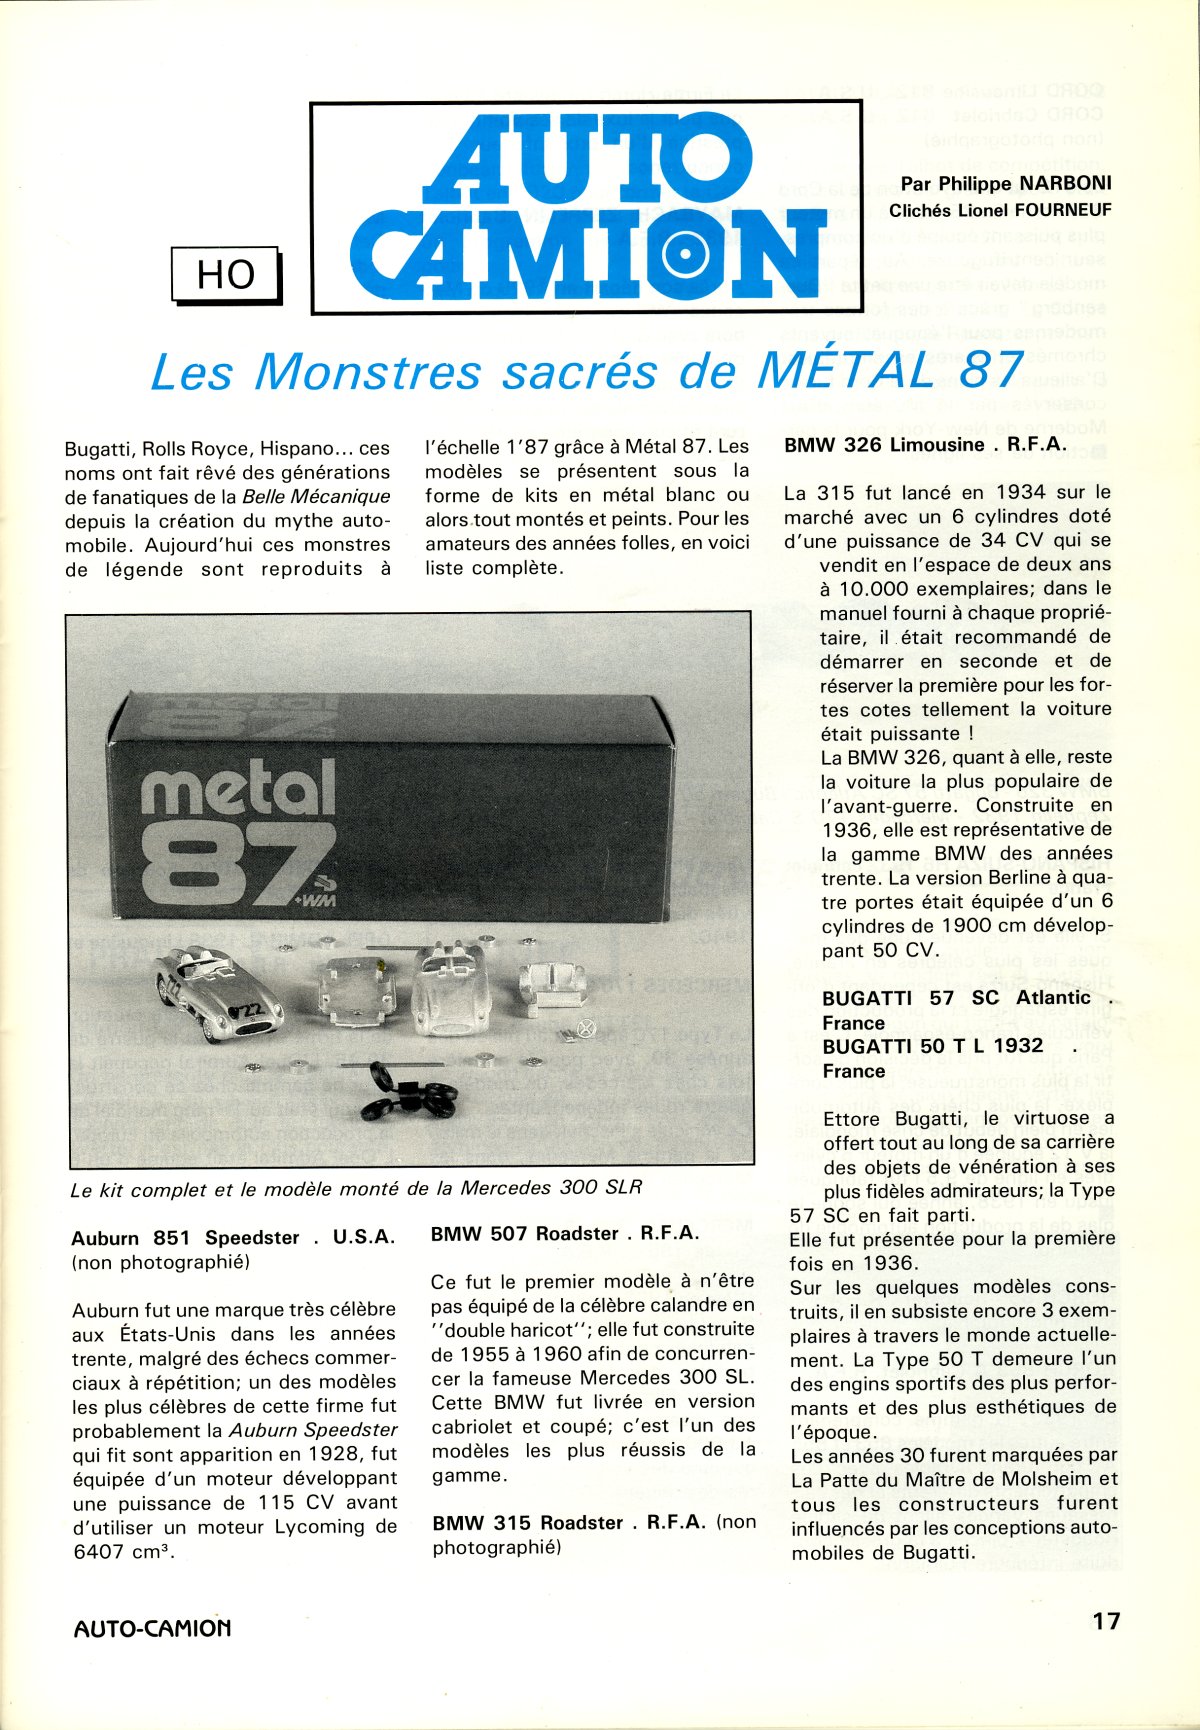 AUTO
CAMION
HO
Par Philippe NARBONI
Clichés Lionel FOURNEUF
Les Monstres sacrés de MÉTAL 87
Bugatti, Rolls Royce, Hispano... ces
noms ont fait rêvé des générations
de fanatiques de la Belle Mécanique
depuis la création du mythe auto-
mobile. Aujourd'hui ces monstres
de légende sont reproduits à
l'échelle 1'87 grâce à Métal 87. Les
modèles se présentent sous la
forme de kits en métal blanc ou
alors tout montés et peints. Pour les
amateurs des années folles, en voici
liste complète.
metal
87
metal
87
+WM
722
722
Le kit complet et le modèle monté de la Mercedes 300 SLR
Auburn 851 Speedster . U.S.A.
(non photographié)
Auburn fut une marque très célèbre
aux États-Unis dans les années
trente, malgré des échecs commer-
ciaux à répétition; un des modèles
les plus célèbres de cette firme fut
probablement la Auburn Speedster
qui fit sont apparition en 1928, fut
équipée d'un moteur développant
une puissance de 115 CV avant
d'utiliser un moteur Lycoming de
6407 cm³.
BMW 507 Roadster . R.F.A.
Ce fut le premier modèle à n'être
pas équipé de la célèbre calandre en
''double haricot''; elle fut construite
de 1955 à 1960 afin de concurren-
cer la fameuse Mercedes 300 SL.
Cette BMW fut livrée en version
cabriolet et coupé; c'est l'un des
modèles les plus réussis de la
gamme.
BMW 315 Roadster . R.F.A. (non
photographié)
BMW 326 Limousine . R.F.A.
La 315 fut lancé en 1934 sur le
marché avec un 6 cylindres doté
d'une puissance de 34 CV qui se
vendit en l'espace de deux ans
à 10.000 exemplaires; dans le
manuel fourni à chaque proprié-
taire, il était recommandé de
démarrer en seconde et de
réserver la première pour les for-
tes cotes tellement la voiture
était puissante !
La BMW 326, quant à elle, reste
la voiture la plus populaire de
l'avant-guerre. Construite en
1936, elle est représentative de
la gamme BMW des années
trente. La version Berline à qua-
tre portes était équipée d'un 6
cylindres de 1900 cm dévelop-
pant 50 CV.
BUGATTI 57 SC Atlantic .
France
BUGATTI 50 T L 1932 .
France
Ettore Bugatti, le virtuose a
offert tout au long de sa carrière
des objets de vénération à ses
plus fidèles admirateurs; la Type
57 SC en fait parti.
Elle fut présentée pour la première
fois en 1936.
Sur les quelques modèles cons-
truits, il en subsiste encore 3 exem-
plaires à travers le monde actuelle-
ment. La Type 50 T demeure l'un
des engins sportifs des plus perfor-
mants et des plus esthétiques de
l'époque.
Les années 30 furent marquées par
La Patte du Maître de Molsheim et
tous les constructeurs furent
influencés par les conceptions auto-
mobiles de Bugatti.
AUTO-CAMION
17